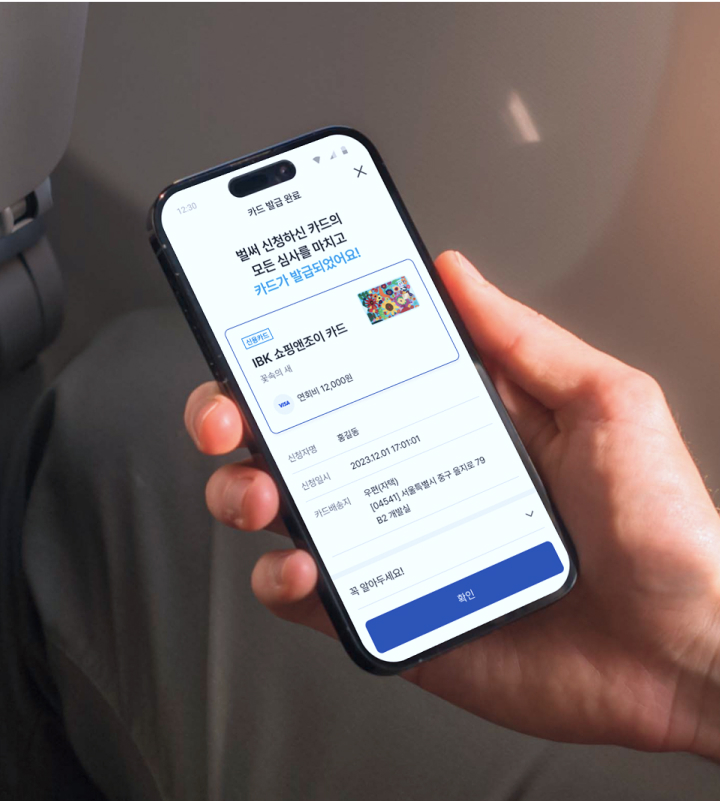 12:30
카드 발급 완료
벌써 신청하신 카드의
모든 심사를 마치고
카드가 발급되었어요!
신용카드
IBK 쇼핑앤조이 카드
꽃속의 새
VISA 연회비 12,000원
신청자명 홍길동
신청일시 2023.12.01 17:01:01
카드배송지 우편(자택)
[04541] 서울특별시 중구 을지로 79
B2 개발실
꼭 알아두세요!
확인